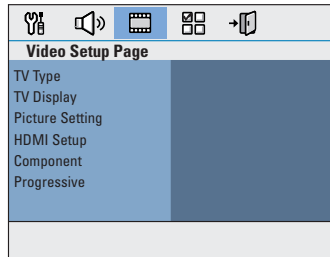 Video Setup Page
TV Type
TV Display
Picture Setting
HDMI Setup
Component
Progressive